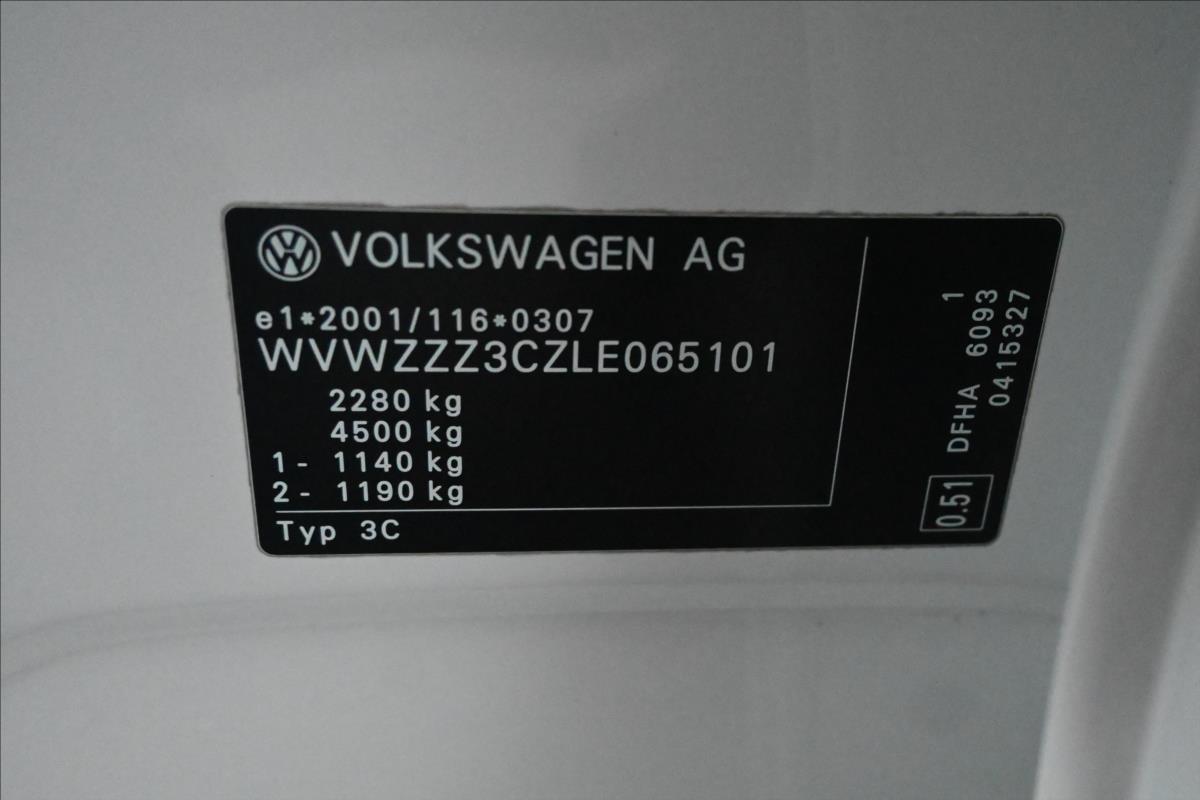 VOLKSWAGEN AG
e1*2001/116*0307
WVWZZZ3CZLE065101
2280 kg
4500 kg
1 - 1140 kg
2 - 1190 kg
Typ 3C
0.51
DFHA 6093 1
0415327